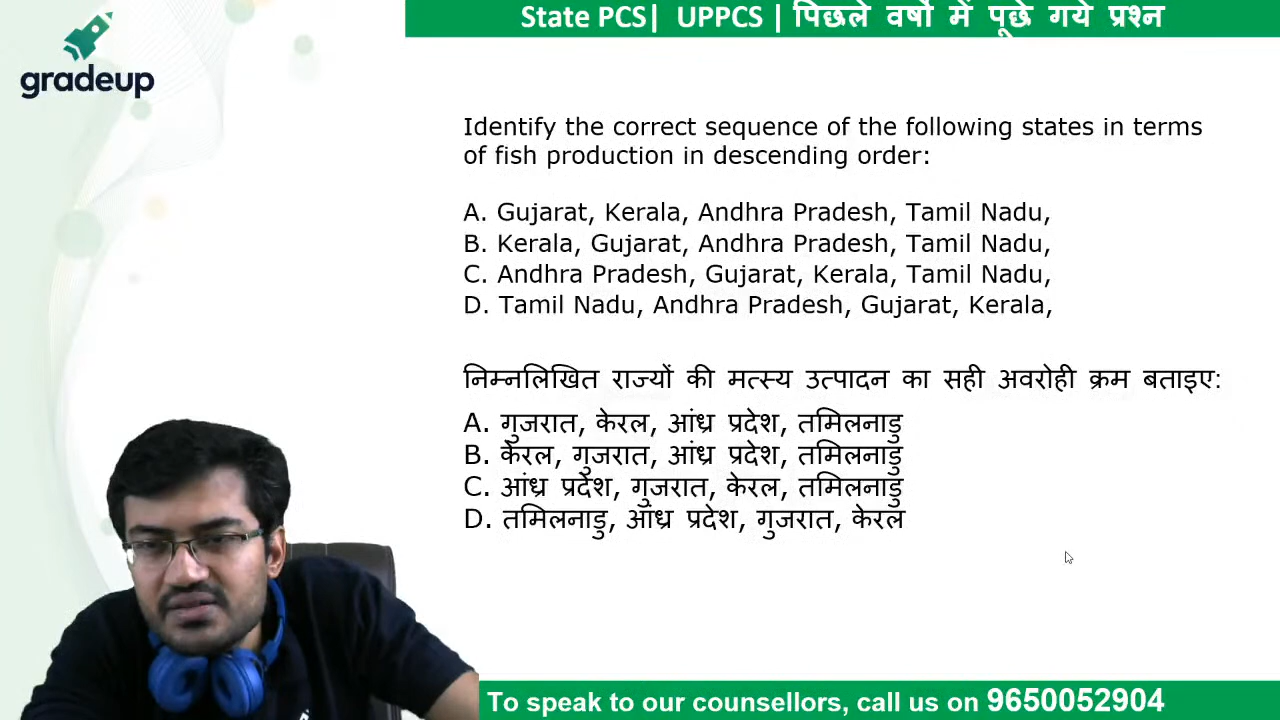 State PCS| UPPCS | पिछले वर्षों में पूछे गये प्रश्न
gradeup
Identify the correct sequence of the following states in terms
of fish production in descending order:
A. Gujarat, Kerala, Andhra Pradesh, Tamil Nadu,
B. Kerala, Gujarat, Andhra Pradesh, Tamil Nadu,
C. Andhra Pradesh, Gujarat, Kerala, Tamil Nadu,
D. Tamil Nadu, Andhra Pradesh, Gujarat, Kerala,
निम्नलिखित राज्यों की मत्स्य उत्पादन का सही अवरोही क्रम बताइए:
A. गुजरात, केरल, आंध्र प्रदेश, तमिलनाडु
B. केरल, गुजरात, आंध्र प्रदेश, तमिलनाडु
C. आंध्र प्रदेश, गुजरात, केरल, तमिलनाडु
D. तमिलनाडु, आंध्र प्रदेश, गुजरात, केरल
To speak to our counsellors, call us on 9650052904